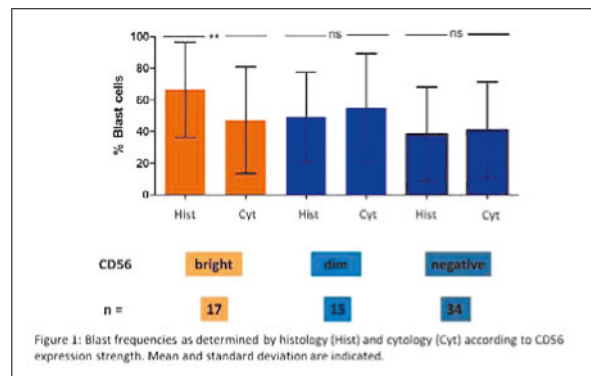 100
80
60
40
20
0
% Blast cells
** ns ns
Hist Cyt Hist Cyt Hist Cyt
CD56 bright dim negative
n = 17 15 34
Figure 1: Blast frequencies as determined by histology (Hist) and cytology (Cyt) according to CD56
expression strength. Mean and standard deviation are indicated.